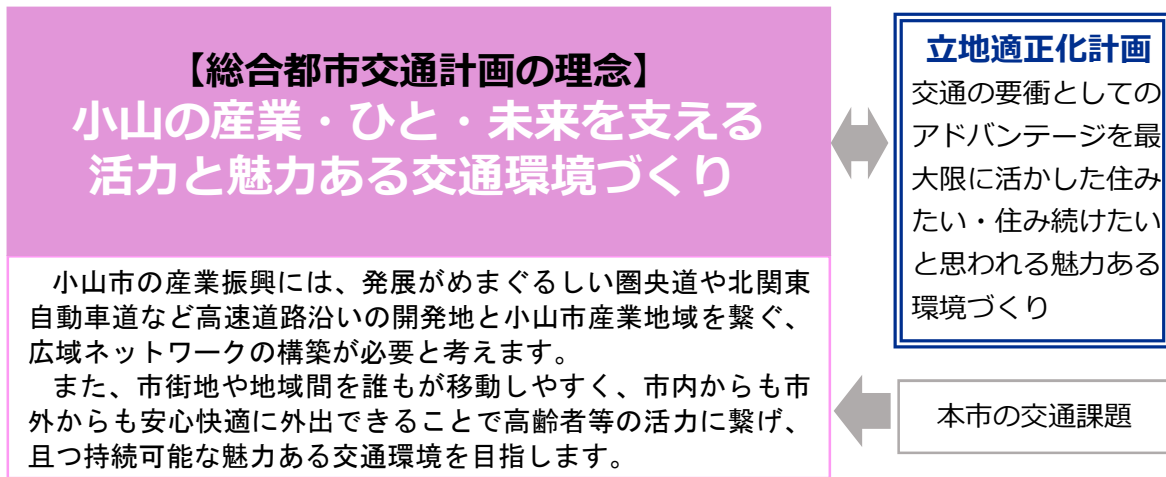 【総合都市交通計画の理念】
小山の産業・ひと・未来を支える
活力と魅力ある交通環境づくり
小山市の産業振興には、発展がめまぐるしい圏央道や北関東
自動車道など高速道路沿いの開発地と小山市産業地域を繋ぐ、
広域ネットワークの構築が必要と考えます。
また、市街地や地域間を誰もが移動しやすく、市内からも市
外からも安心快適に外出できることで高齢者等の活力に繋げ、
且つ持続可能な魅力ある交通環境を目指します。
立地適正化計画
交通の要衝としての
アドバンテージを最
大限に活かした住み
たい・住み続けたい
と思われる魅力ある
環境づくり
本市の交通課題